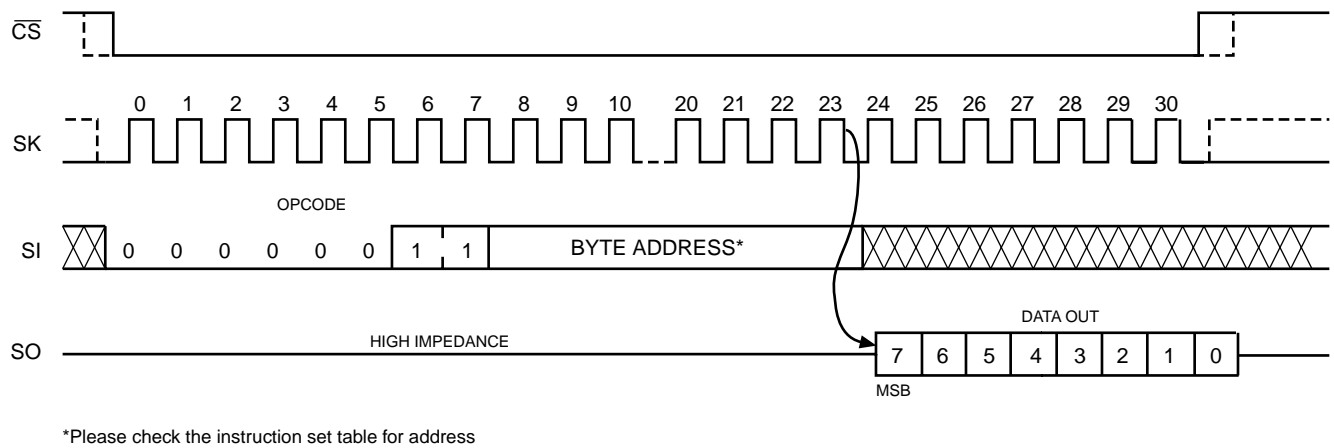 CS
0 1 2 3 4 5 6 7 8 9 10 20 21 22 23 24 25 26 27 28 29 30
SK
OPCODE
SI 0 0 0 0 0 0 1 1 BYTE ADDRESS*
DATA OUT
SO HIGH IMPEDANCE 7 6 5 4 3 2 1 0
MSB
*Please check the instruction set table for address